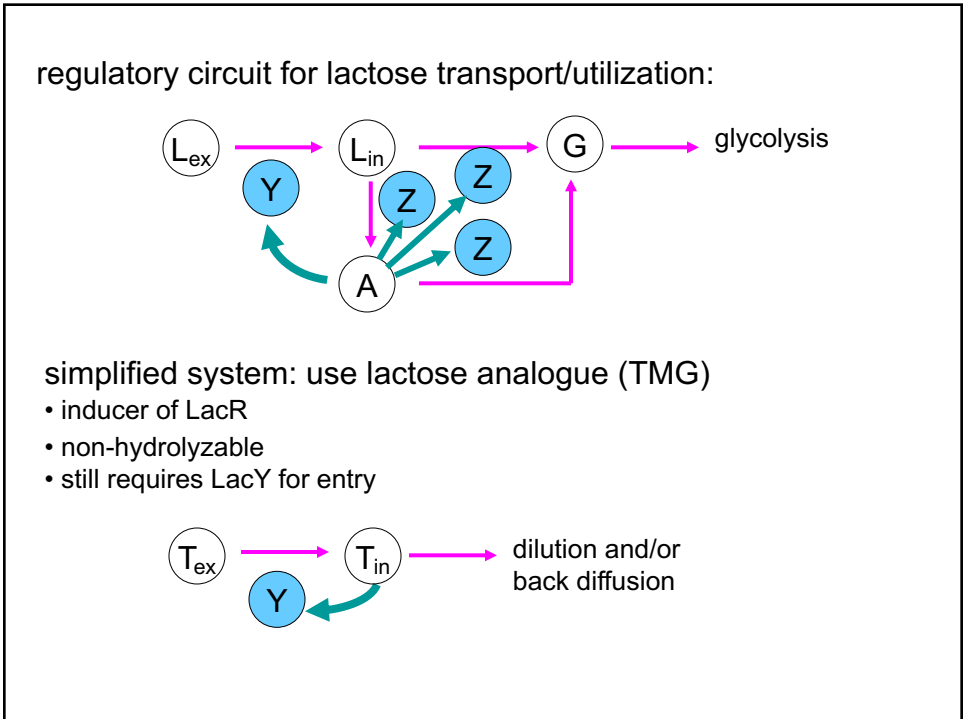 regulatory circuit for lactose transport/utilization:
Lex Lin G glycolysis
Y Z Z
Z
A
simplified system: use lactose analogue (TMG)
• inducer of LacR
• non-hydrolyzable
• still requires LacY for entry
Tex Tin dilution and/or
back diffusion
Y